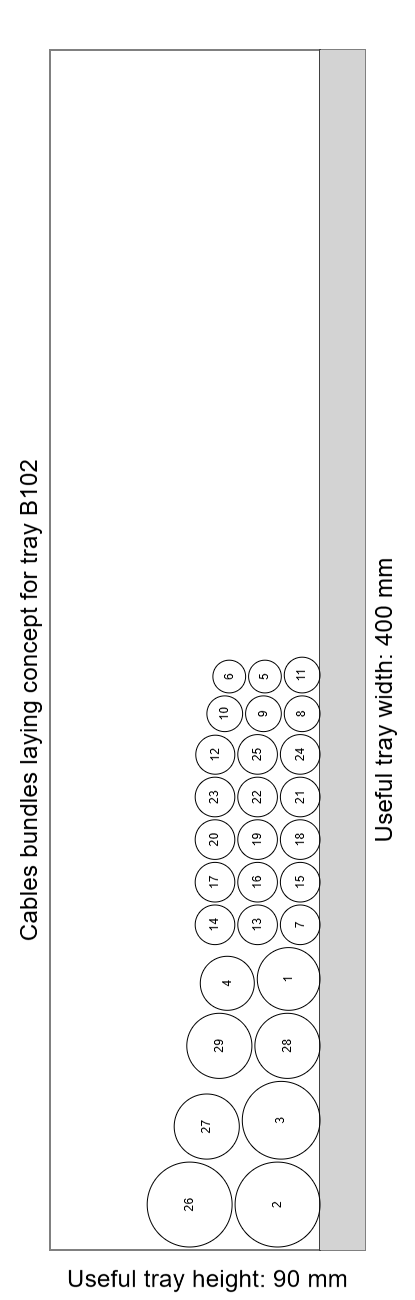 Cables bundles laying concept for tray B102
6 5 11
10 9 8
12 25 24
23 22 21
20 19 18
17 16 15
14 13 7
4 1
29 28
27 3
26 2
Useful tray width: 400 mm
Useful tray height: 90 mm